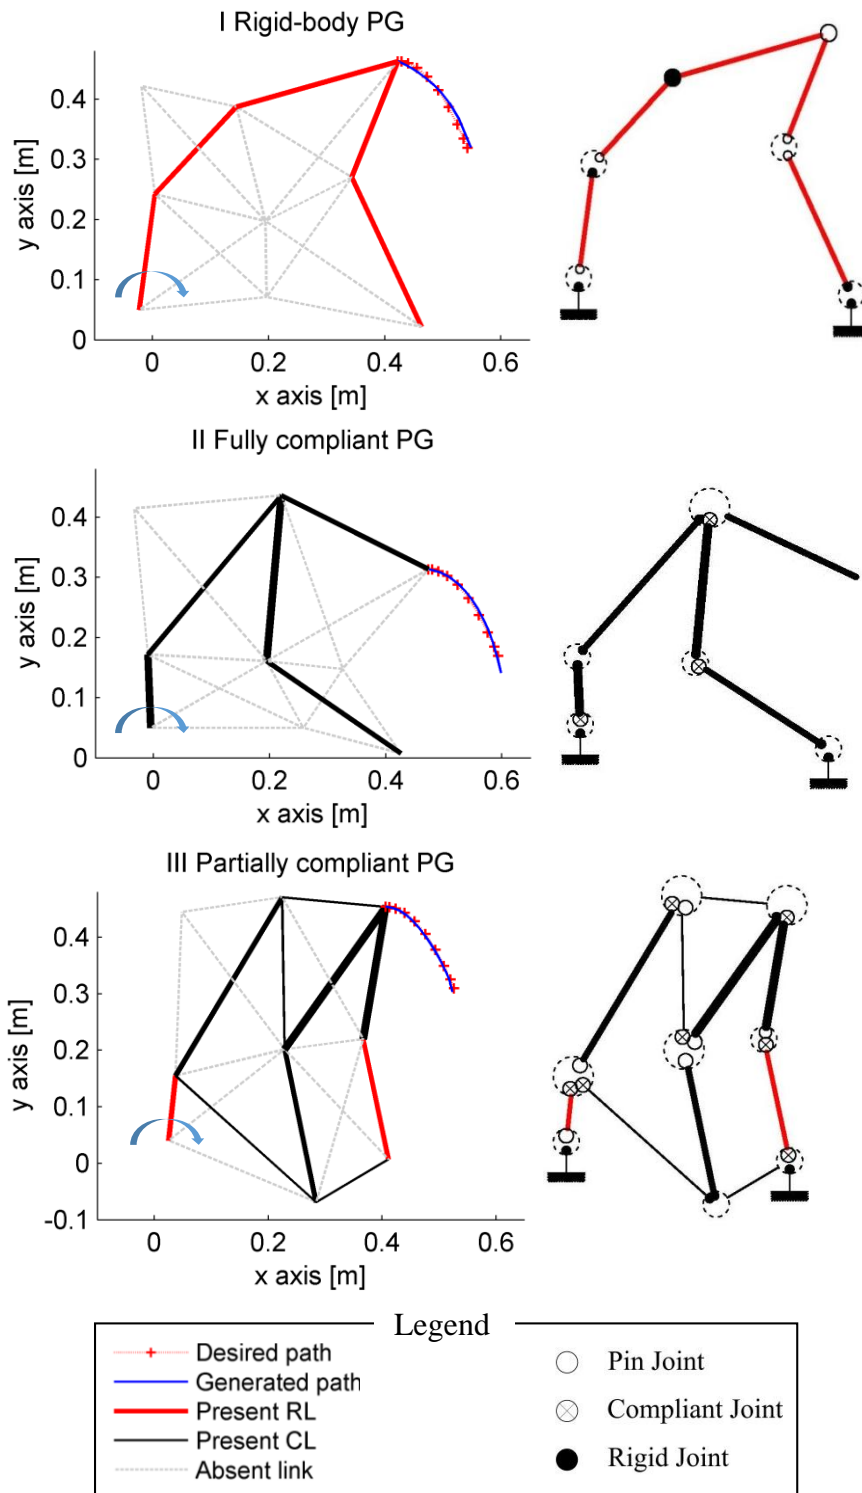 I Rigid-body PG
0.4
0.3
0.2
0.1
0
y axis [m]
0 0.2 0.4 0.6
x axis [m]
II Fully compliant PG
0.4
0.3
0.2
0.1
0
y axis [m]
0 0.2 0.4 0.6
x axis [m]
III Partially compliant PG
0.4
0.3
0.2
0.1
0
-0.1
y axis [m]
0 0.2 0.4 0.6
x axis [m]
Legend
Desired path
Generated path
Present RL
Present CL
Absent link
Pin Joint
Compliant Joint
Rigid Joint